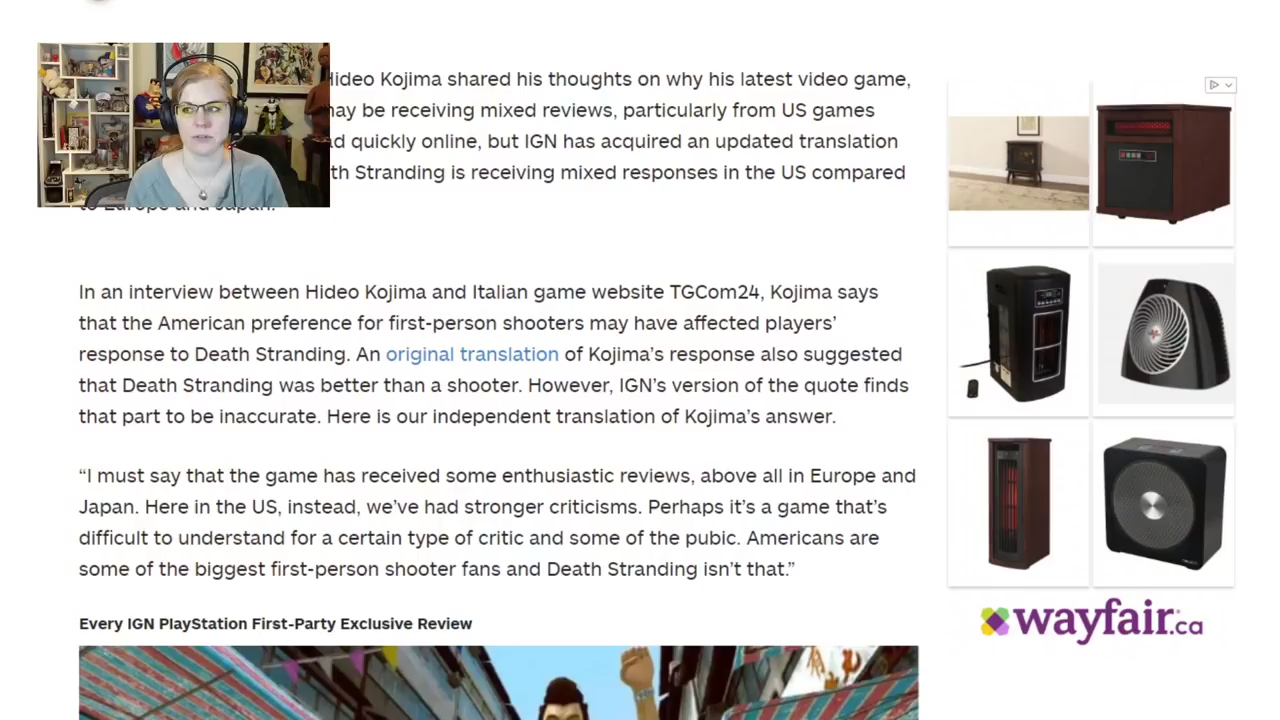 Hideo Kojima shared his thoughts on why his latest video game,
may be receiving mixed reviews, particularly from US games
quickly online, but IGN has acquired an updated translation
Stranding is receiving mixed responses in the US compared
to Europe and Japan.
In an interview between Hideo Kojima and Italian game website TGCom24, Kojima says
that the American preference for first-person shooters may have affected players’
response to Death Stranding. An original translation of Kojima’s response also suggested
that Death Stranding was better than a shooter. However, IGN’s version of the quote finds
that part to be inaccurate. Here is our independent translation of Kojima’s answer.
“I must say that the game has received some enthusiastic reviews, above all in Europe and
Japan. Here in the US, instead, we’ve had stronger criticisms. Perhaps it’s a game that’s
difficult to understand for a certain type of critic and some of the pubic. Americans are
some of the biggest first-person shooter fans and Death Stranding isn’t that.”
Every IGN PlayStation First-Party Exclusive Review
wayfair.ca